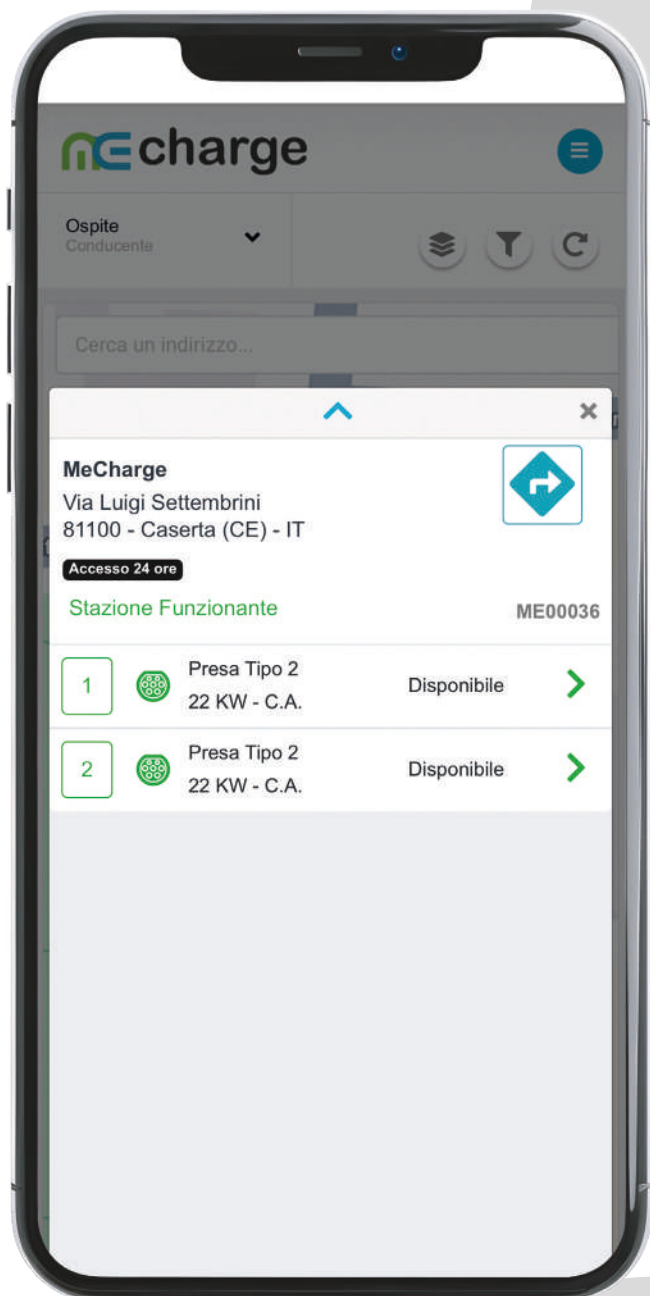 mecharge
Ospite
Conducente
Cerca un indirizzo...
MeCharge
Via Luigi Settembrini
81100 - Caserta (CE) - IT
Accesso 24 ore
Stazione Funzionante
ME00036
1
Presa Tipo 2
22 KW - C.A.
Disponibile
2
Presa Tipo 2
22 KW - C.A.
Disponibile